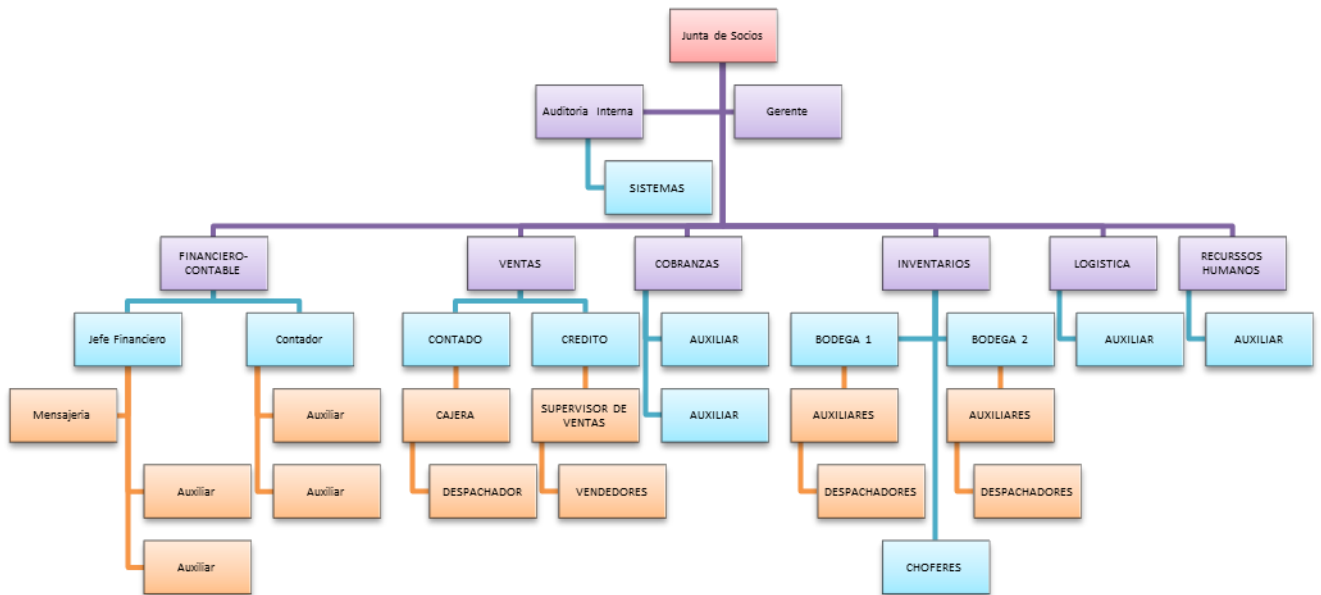 Junta de Socios
Auditoria Interna
Gerente
SISTEMAS
FINANCIERO-
CONTABLE
VENTAS
COBRANZAS
INVENTARIOS
LOGISTICA
RECURSSOS
HUMANOS
Jefe Financiero
Contador
CONTADO
CREDITO
AUXILIAR
BODEGA 1
BODEGA 2
AUXILIAR
AUXILIAR
Mensajería
Auxiliar
CAJERA
SUPERVISOR DE
VENTAS
AUXILIAR
AUXILIARES
AUXILIARES
Auxiliar
Auxiliar
DESPACHADOR
VENDEDORES
DESPACHADORES
DESPACHADORES
Auxiliar
CHOFERES